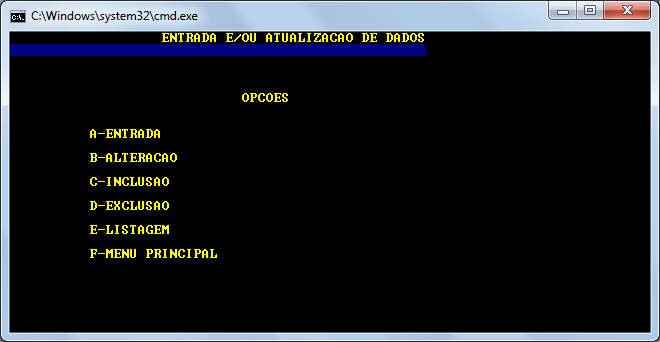 C:\Windows\system32\cmd.exe
ENTRADA E/OU ATUALIZACAO DE DADOS
OPCOES
A-ENTRADA
B-ALTERACAO
C-INCLUSAO
D-EXCLUSAO
E-LISTAGEM
F-MENU PRINCIPAL